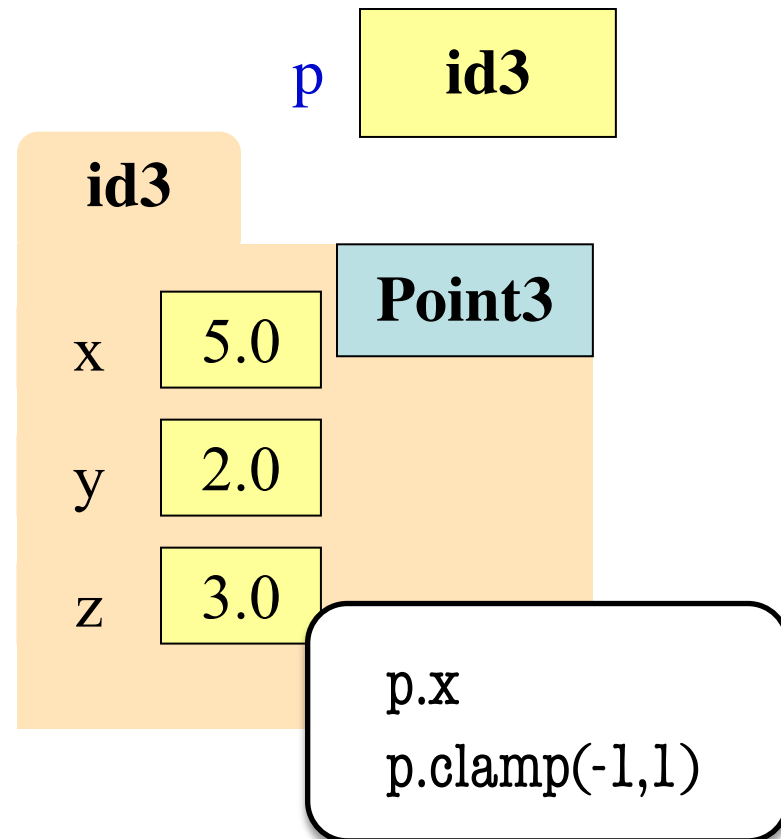 p id3
id3
Point3
x 5.0
y 2.0
z 3.0
p.x
p.clamp(-1,1)